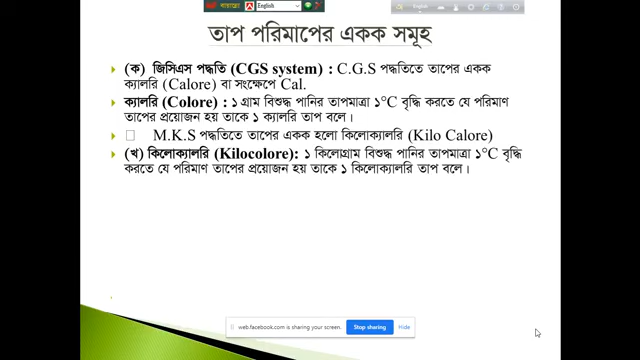 English
English
তাপ পরিমাপের একক সমূহ
(ক) জিসিএস পদ্ধতি (CGS system) : C.G.S পদ্ধতিতে তাপের একক
ক্যালরি (Calore) বা সংক্ষেপে Cal.
ক্যালরি (Colore) : ১ গ্রাম বিশুদ্ধ পানির তাপমাত্রা ১°C বৃদ্ধি করতে যে পরিমাণ
তাপের প্রয়োজন হয় তাকে ১ ক্যালরি তাপ বলে।
M.K.S পদ্ধতিতে তাপের একক হলো কিলোক্যালরি (Kilo Calore)
(খ) কিলোক্যালরি (Kilocolore): ১ কিলোগ্রাম বিশুদ্ধ পানির তাপমাত্রা ১°C বৃদ্ধি
করতে যে পরিমাণ তাপের প্রয়োজন হয় তাকে ১ কিলোক্যালরি তাপ বলে।
web.facebook.com is sharing your screen. Stop sharing Hide